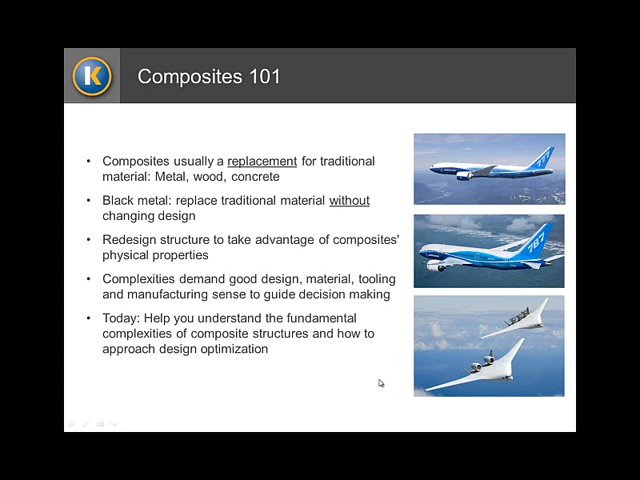 K
Composites 101
• Composites usually a replacement for traditional
material: Metal, wood, concrete
• Black metal: replace traditional material without
changing design
• Redesign structure to take advantage of composites'
physical properties
• Complexities demand good design, material, tooling
and manufacturing sense to guide decision making
• Today: Help you understand the fundamental
complexities of composite structures and how to
approach design optimization
777
787